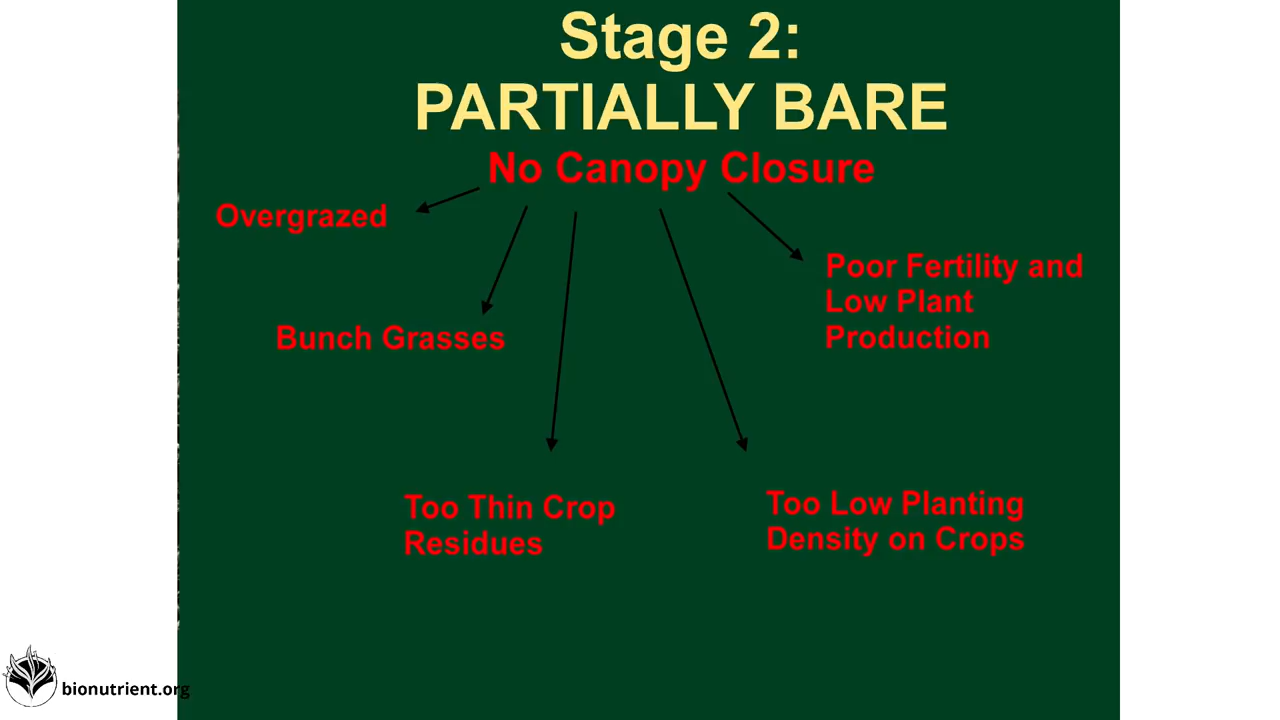 Stage 2:
PARTIALLY BARE
No Canopy Closure
Overgrazed
Poor Fertility and
Low Plant
Production
Bunch Grasses
Too Thin Crop
Residues
Too Low Planting
Density on Crops
bionutrient.org